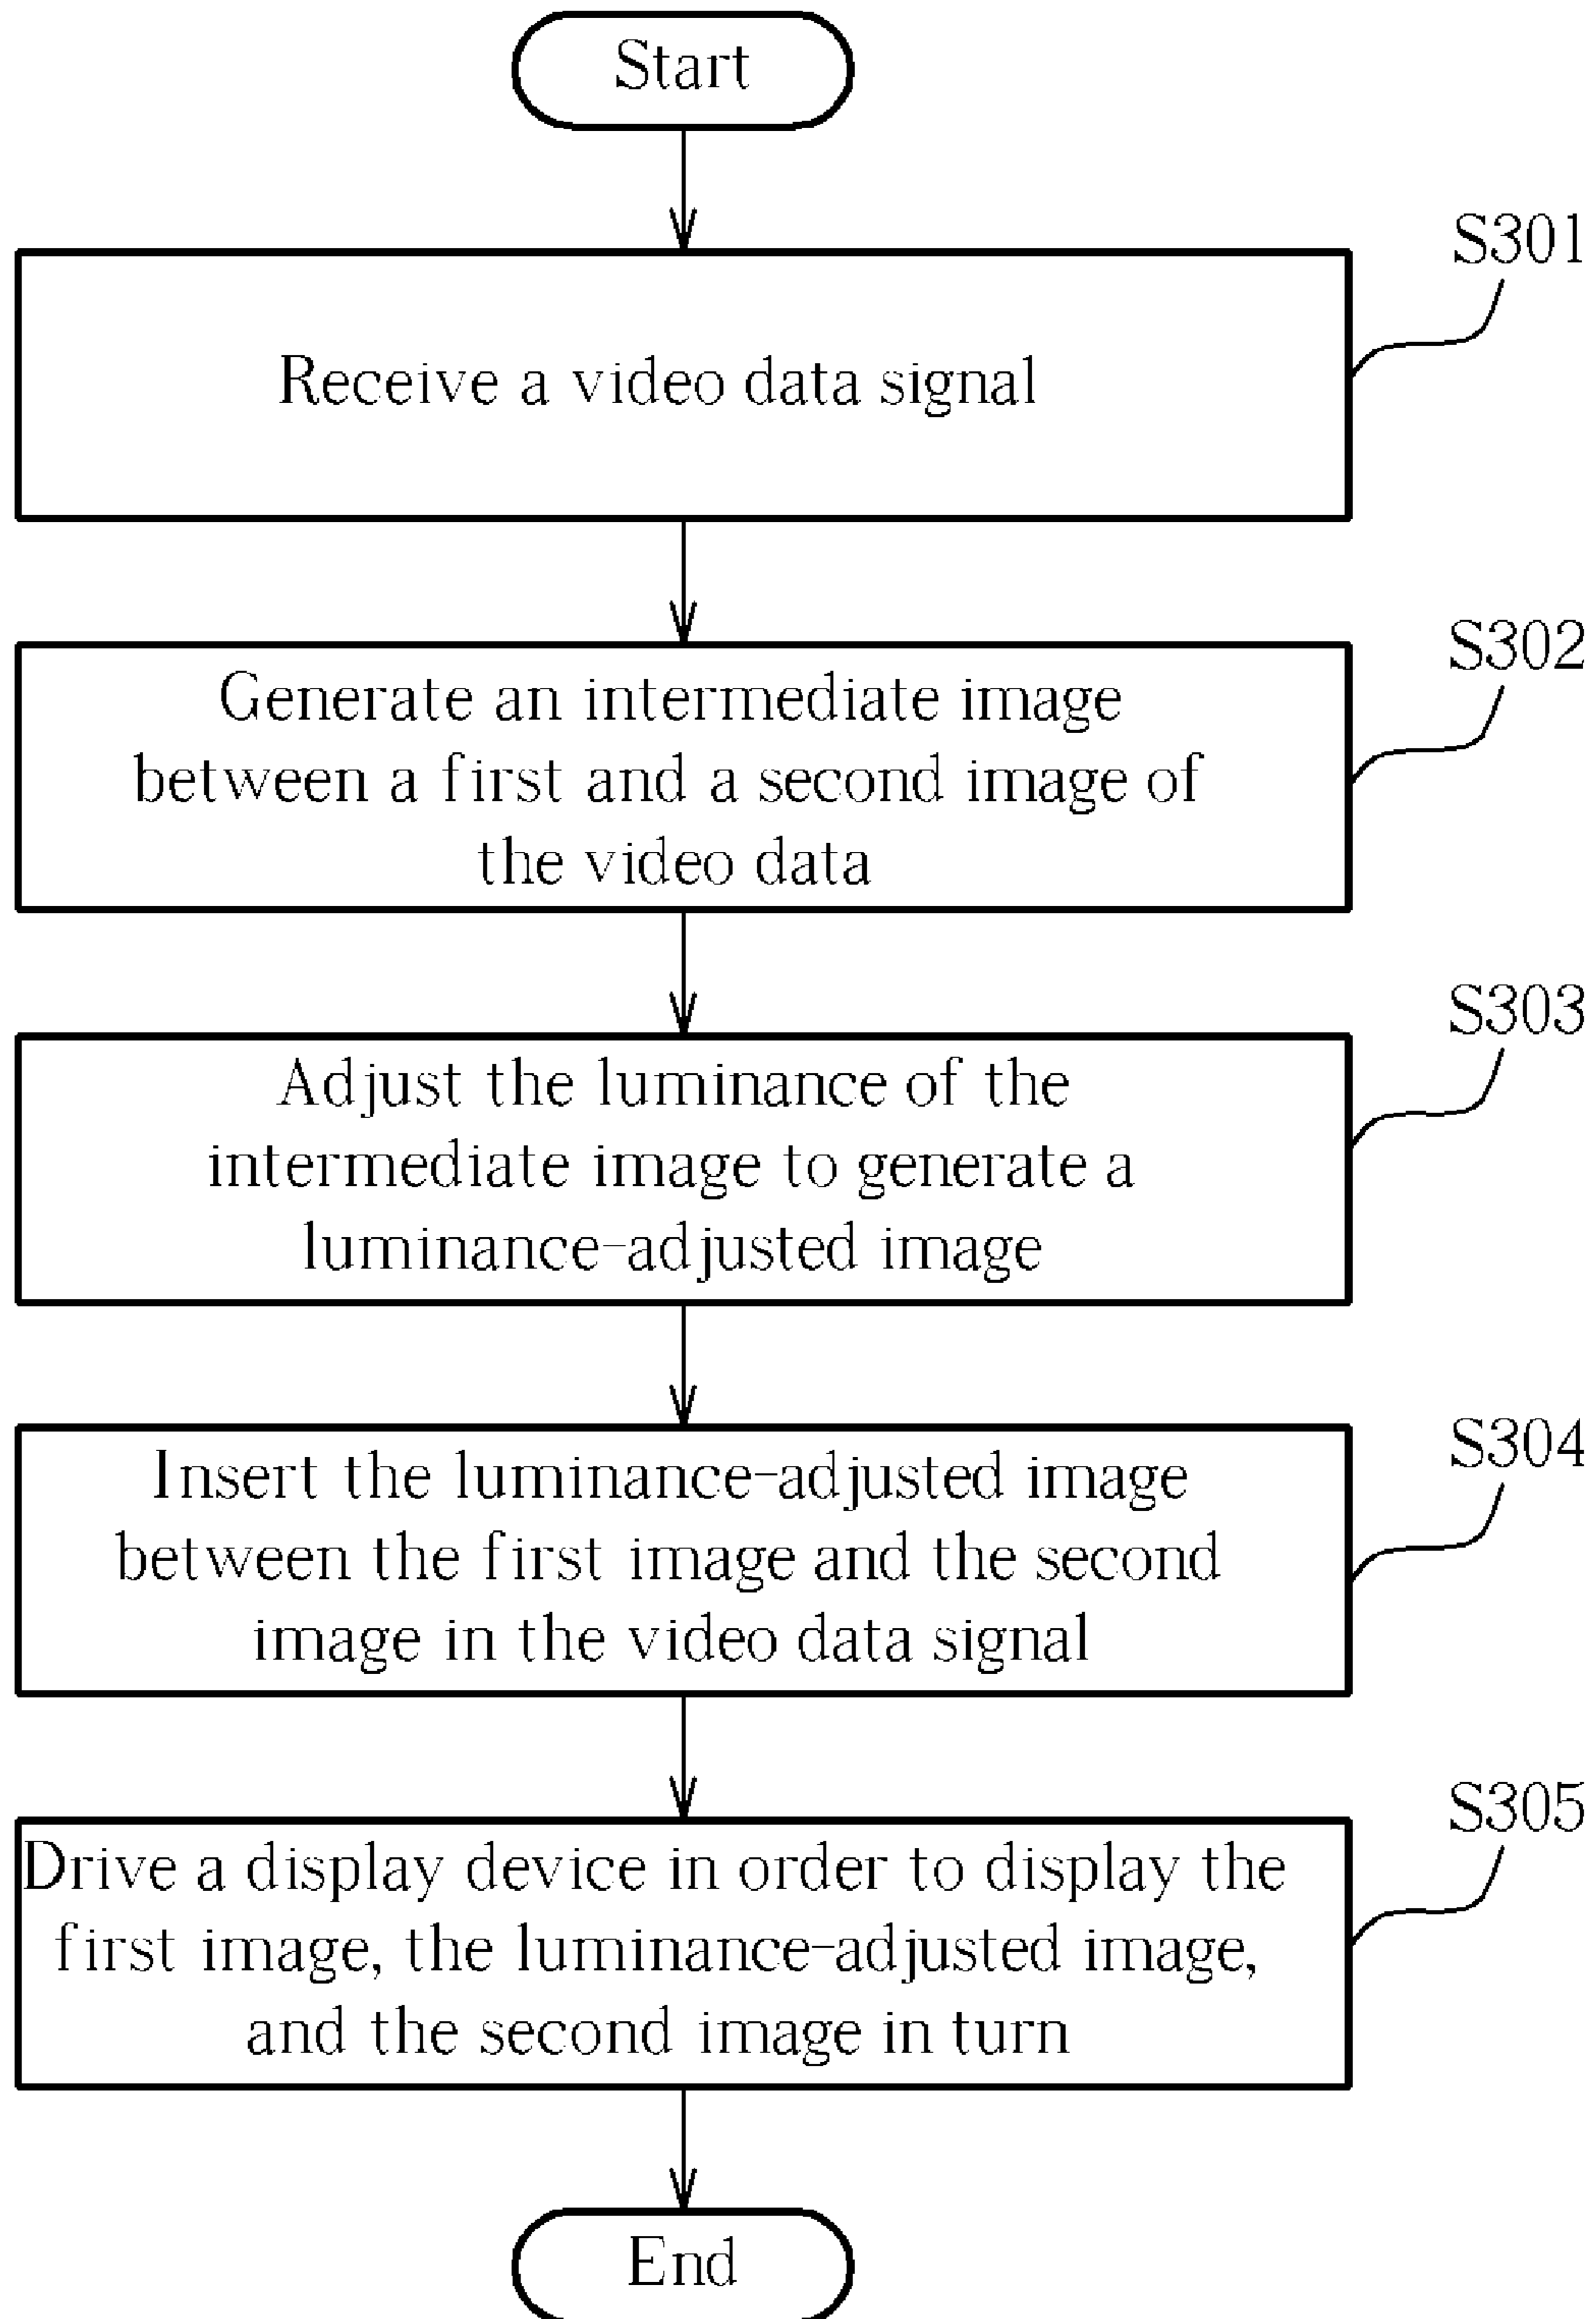 Start
S301
Receive a video data signal
S302
Generate an intermediate image
between a first and a second image of
the video data
S303
Adjust the luminance of the
intermediate image to generate a
luminance-adjusted image
S304
Insert the luminance-adjusted image
between the first image and the second
image in the video data signal
S305
Drive a display device in order to display the
first image, the luminance-adjusted image,
and the second image in turn
End